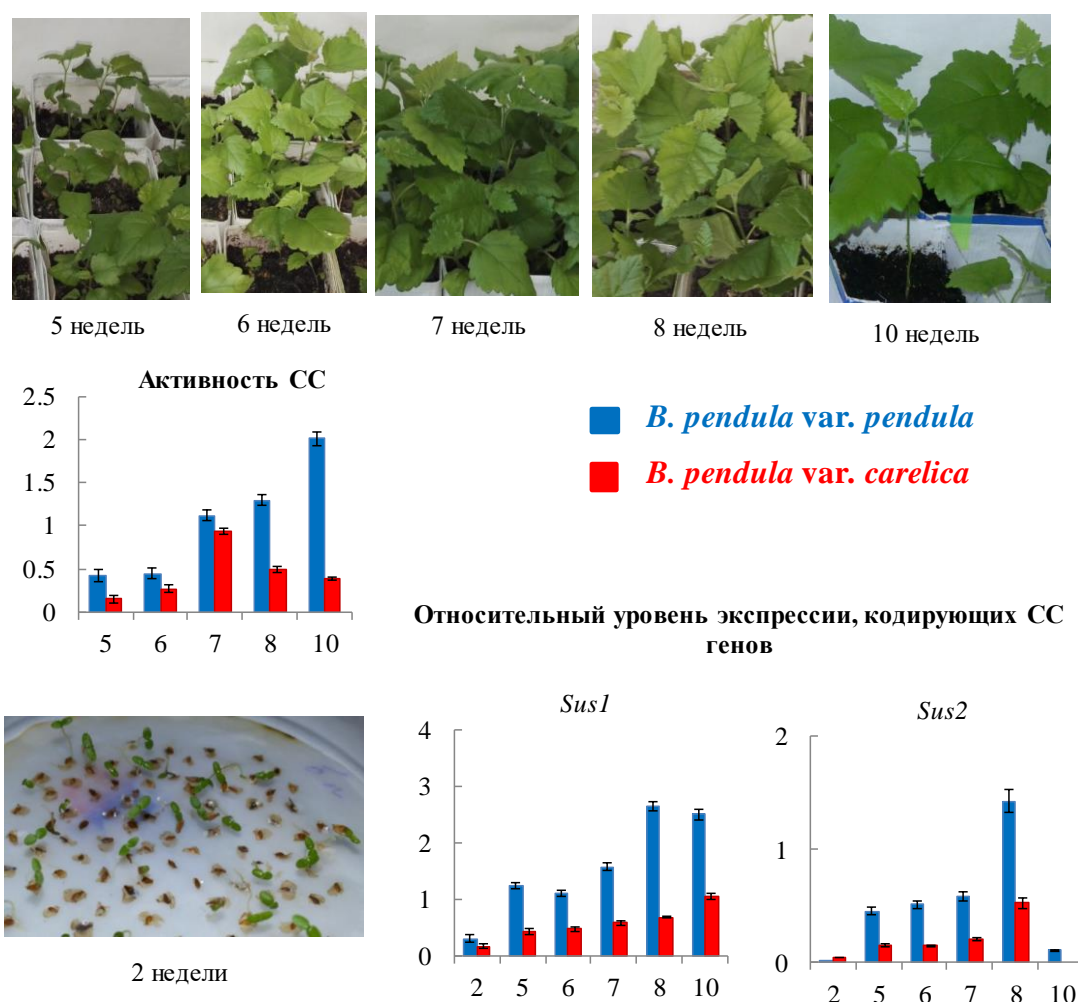 5 недель
6 недель
7 недель
8 недель
10 недель
Активность СС
2.5
2
1.5
1
0.5
0
5 6 7 8 10
B. pendula var. pendula
B. pendula var. carelica
Относительный уровень экспрессии, кодирующих СС
генов
2 недели
Sus1
4
3
2
1
0
2 5 6 7 8 10
Sus2
2
1
0
2 5 6 7 8 10